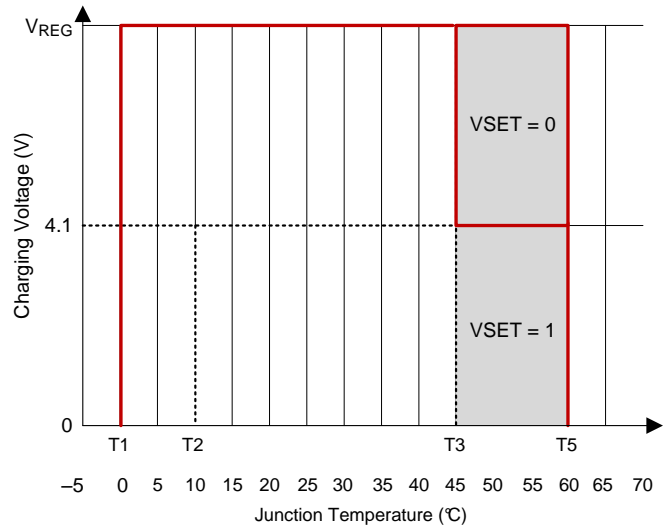 VREG
Charging Voltage (V)
VSET = 0
4.1
VSET = 1
0
T1 T2 T3 T5
–5 0 5 10 15 20 25 30 35 40 45 50 55 60 65 70
Junction Temperature (°C)